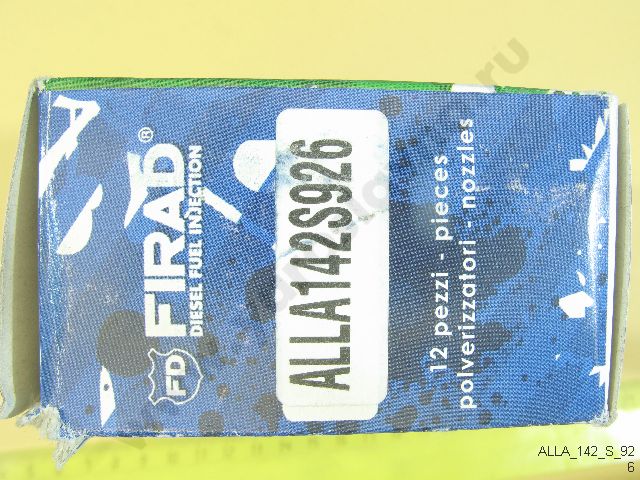 FD FIRAD®
DIESEL FUEL INJECTION
ALLA142S926
12 pezzi - pieces
polverizzatori - nozzles
ALLA_142_S_92
6